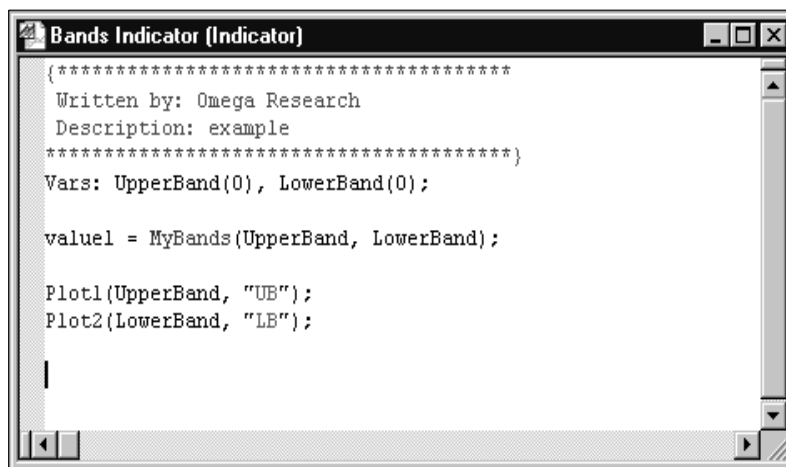 Bands Indicator (Indicator)
{***************************************
Written by: Omega Research
Description: example
****************************************}
Vars: UpperBand(0), LowerBand(0);
value1 = MyBands(UpperBand, LowerBand);
Plot1(UpperBand, "UB");
Plot2(LowerBand, "LB");